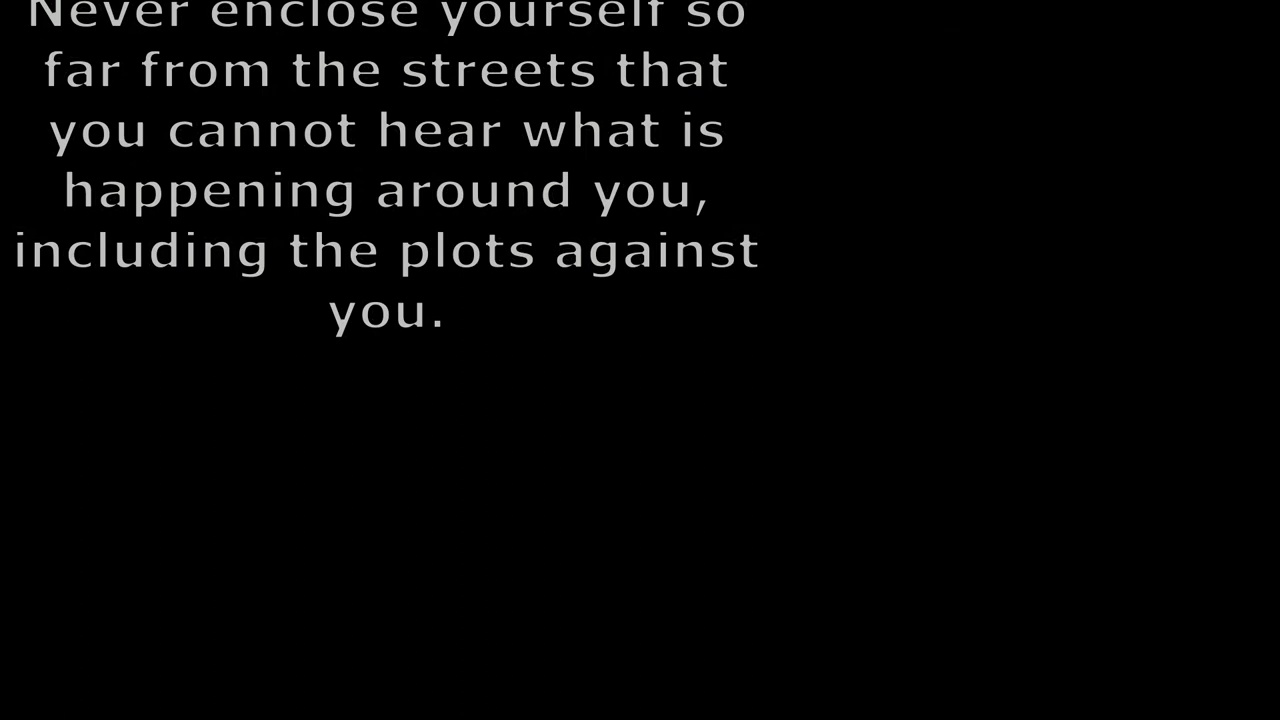 Never enclose yourself so
far from the streets that
you cannot hear what is
happening around you,
including the plots against
you.